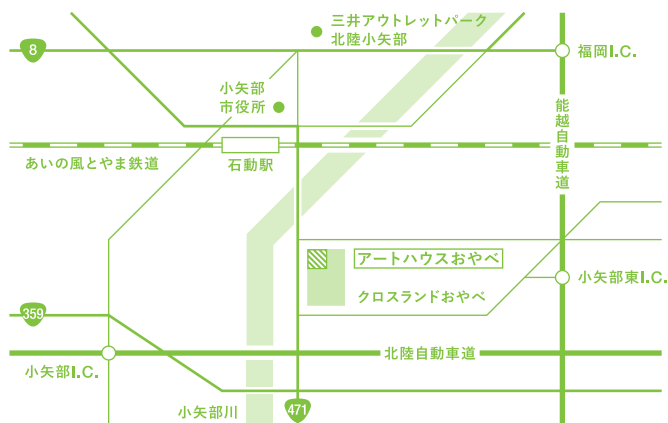 三井アウトレットパーク
北陸小矢部
8
福岡I.C.
小矢部
市役所
能越自動車道
あいの風とやま鉄道
石動駅
アートハウスおやべ
小矢部東I.C.
クロスランドおやべ
359
北陸自動車道
小矢部I.C.
小矢部川
471